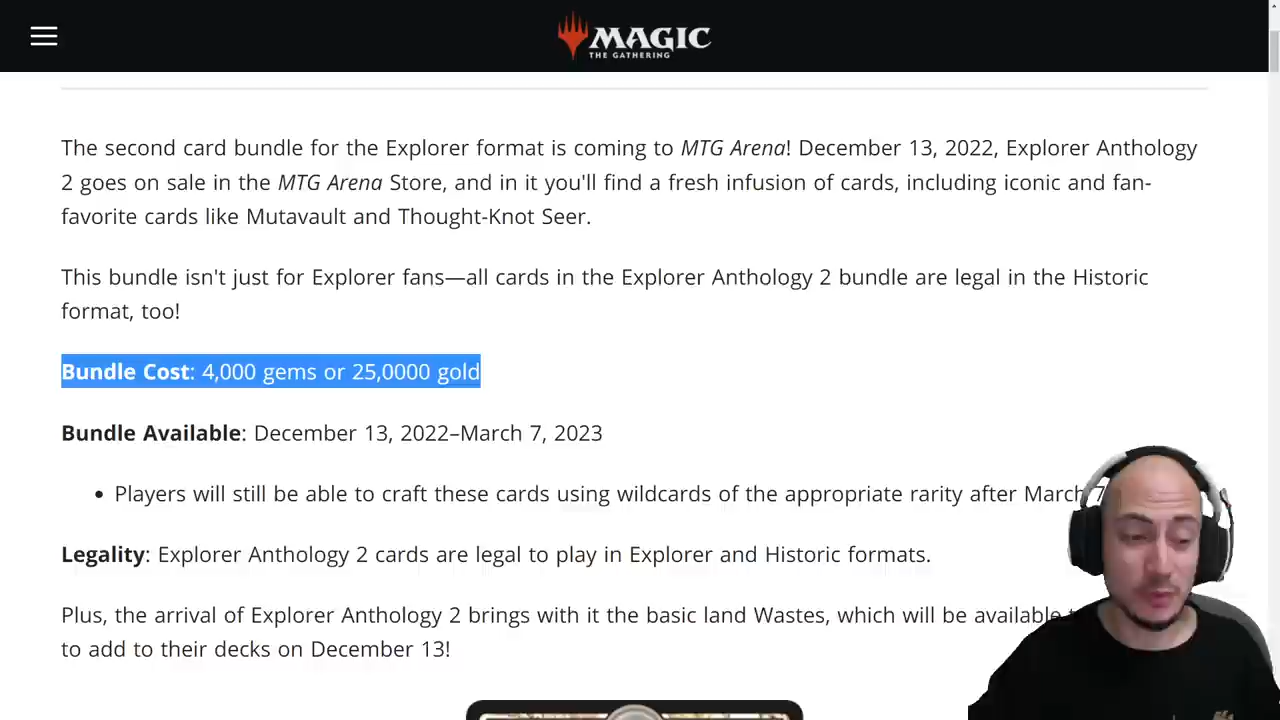 MAGIC
THE GATHERING
The second card bundle for the Explorer format is coming to MTG Arena! December 13, 2022, Explorer Anthology
2 goes on sale in the MTG Arena Store, and in it you'll find a fresh infusion of cards, including iconic and fan-
favorite cards like Mutavault and Thought-Knot Seer.
This bundle isn't just for Explorer fans—all cards in the Explorer Anthology 2 bundle are legal in the Historic
format, too!
Bundle Cost: 4,000 gems or 25,0000 gold
Bundle Available: December 13, 2022–March 7, 2023
• Players will still be able to craft these cards using wildcards of the appropriate rarity after March 7
Legality: Explorer Anthology 2 cards are legal to play in Explorer and Historic formats.
Plus, the arrival of Explorer Anthology 2 brings with it the basic land Wastes, which will be available
to add to their decks on December 13!